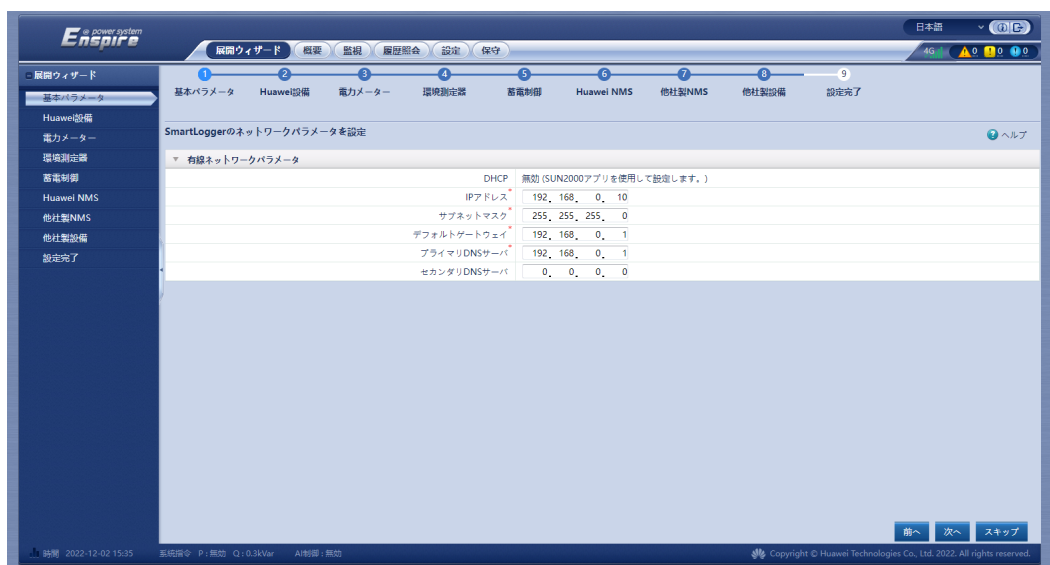 Enspire e power system
日本語
展開ウィザード 概要 監視 履歴照会 設定 保守
4G 0 0 0
展開ウィザード
基本パラメータ
Huawei設備
電力メーター
環境測定器
蓄電制御
Huawei NMS
他社製NMS
他社製設備
設定完了
1 2 3 4 5 6 7 8 9
基本パラメータ Huawei設備 電力メーター 環境測定器 蓄電制御 Huawei NMS 他社製NMS 他社製設備 設定完了
SmartLoggerのネットワークパラメータを設定
ヘルプ
有線ネットワークパラメータ
DHCP 無効 (SUN2000アプリを使用して設定します。)
IPアドレス* 192. 168. 0. 10
サブネットマスク* 255. 255. 255. 0
デフォルトゲートウェイ* 192. 168. 0. 1
プライマリDNSサーバ* 192. 168. 0. 1
セカンダリDNSサーバ 0. 0. 0. 0
前へ 次へ スキップ
時間 2022-12-02 15:35 系統指令 P : 無効 Q : 0.3kVar AI制御 : 無効 Copyright © Huawei Technologies Co., Ltd. 2022. All rights reserved.